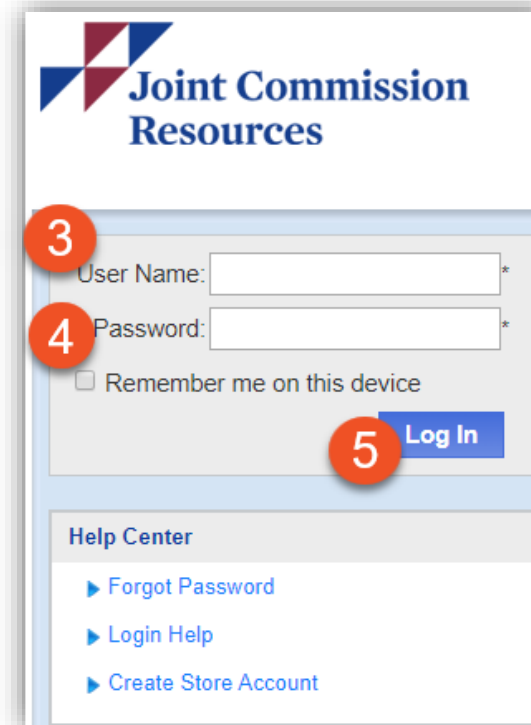 Joint Commission
Resources
3
User Name: *
4
Password: *
Remember me on this device
5
Log In
Help Center
Forgot Password
Login Help
Create Store Account